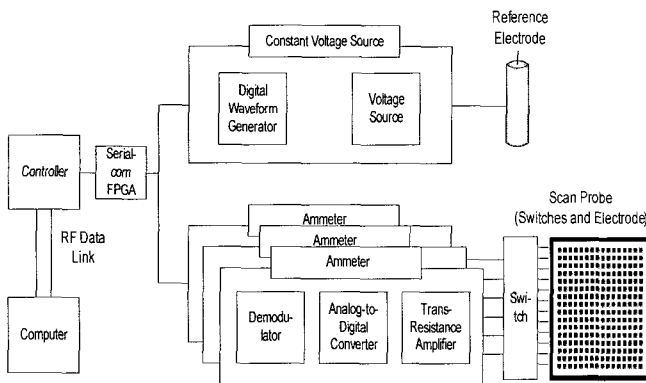 Constant Voltage Source
Digital
Waveform
Generator
Voltage
Source
Reference
Electrode
Controller
Serial-
com
FPGA
RF Data
Link
Computer
Ammeter
Ammeter
Ammeter
Demodu-
lator
Analog-to-
Digital
Converter
Trans-
Resistance
Amplifier
Swi-
tch
Scan Probe
(Switches and Electrode)